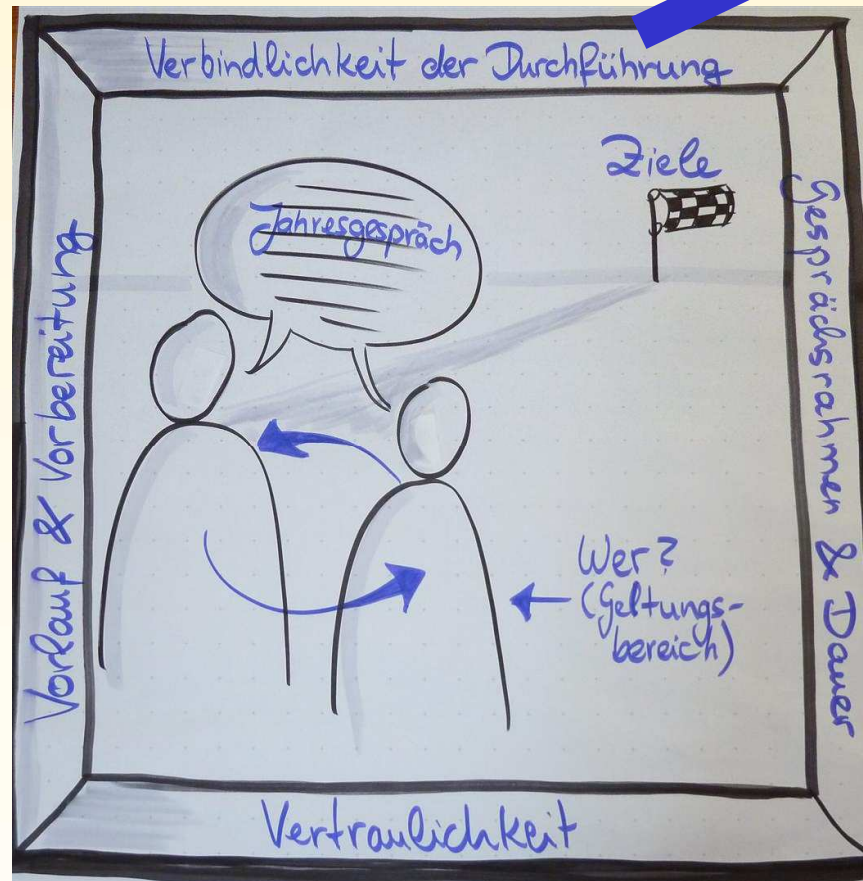 Verbindlichkeit der Durchführung
Ziele
Jahresgespräch
Vorlauf & Vorbereitung
Gesprächsrahmen & Dauer
Wer?
(Geltungs-
bereich)
Vertraulichkeit